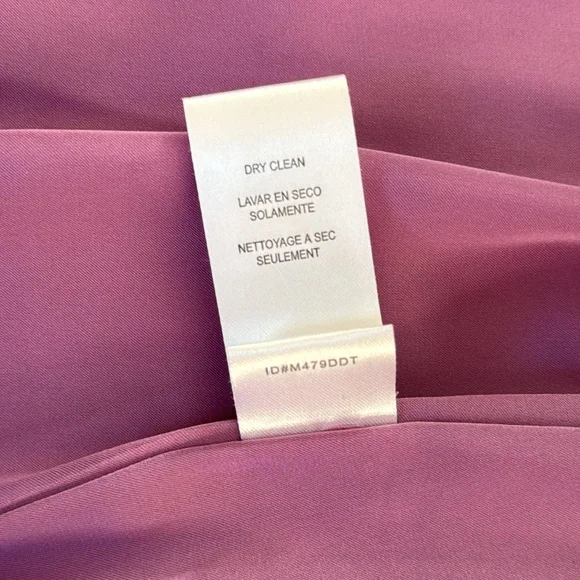 DRY CLEAN
LAVAR EN SECO
SOLAMENTE
NETTOYAGE A SEC
SEULEMENT
ID#M479DDT